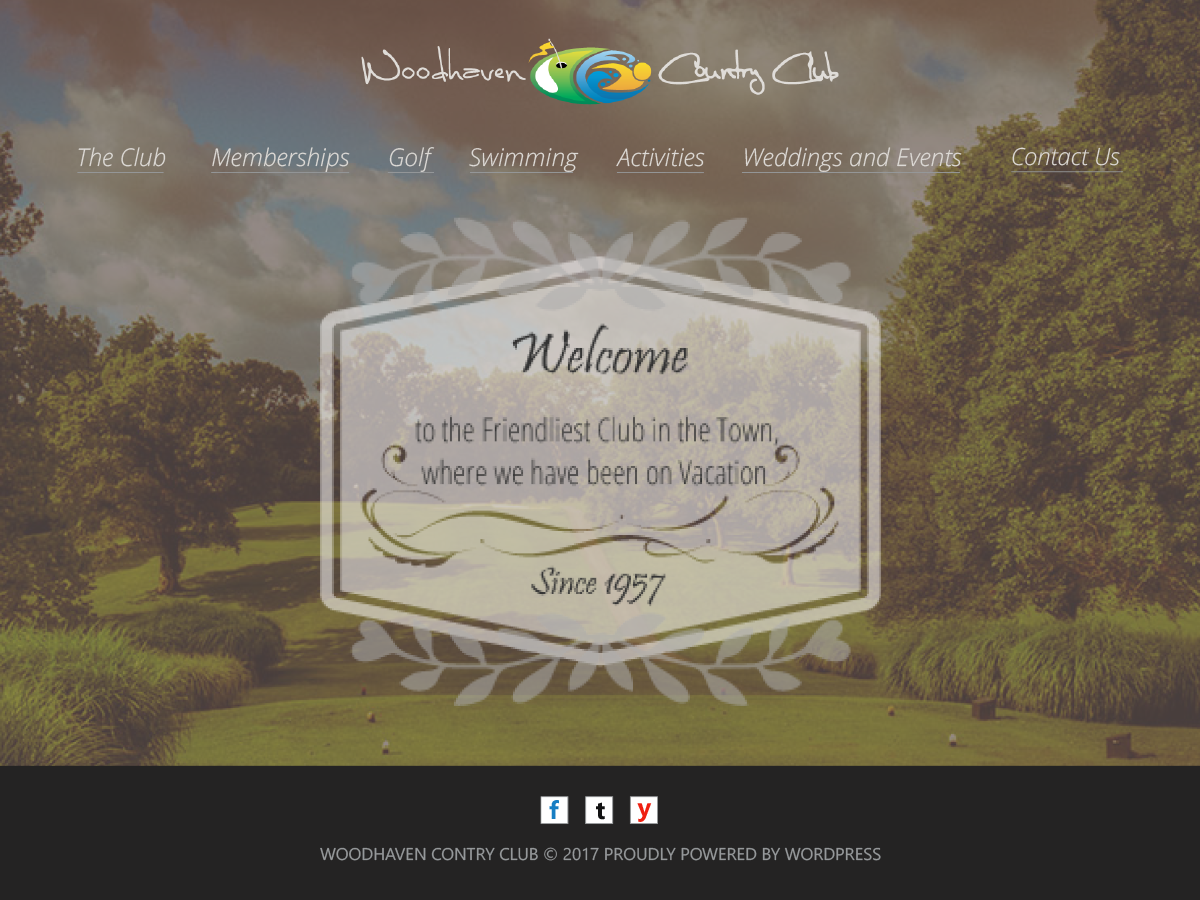 Woodhaven Country Club
The Club Memberships Golf Swimming Activities Weddings and Events Contact Us
Welcome
to the Friendliest Club in the Town,
where we have been on Vacation
Since 1957
f t y
WOODHAVEN CONTRY CLUB © 2017 PROUDLY POWERED BY WORDPRESS